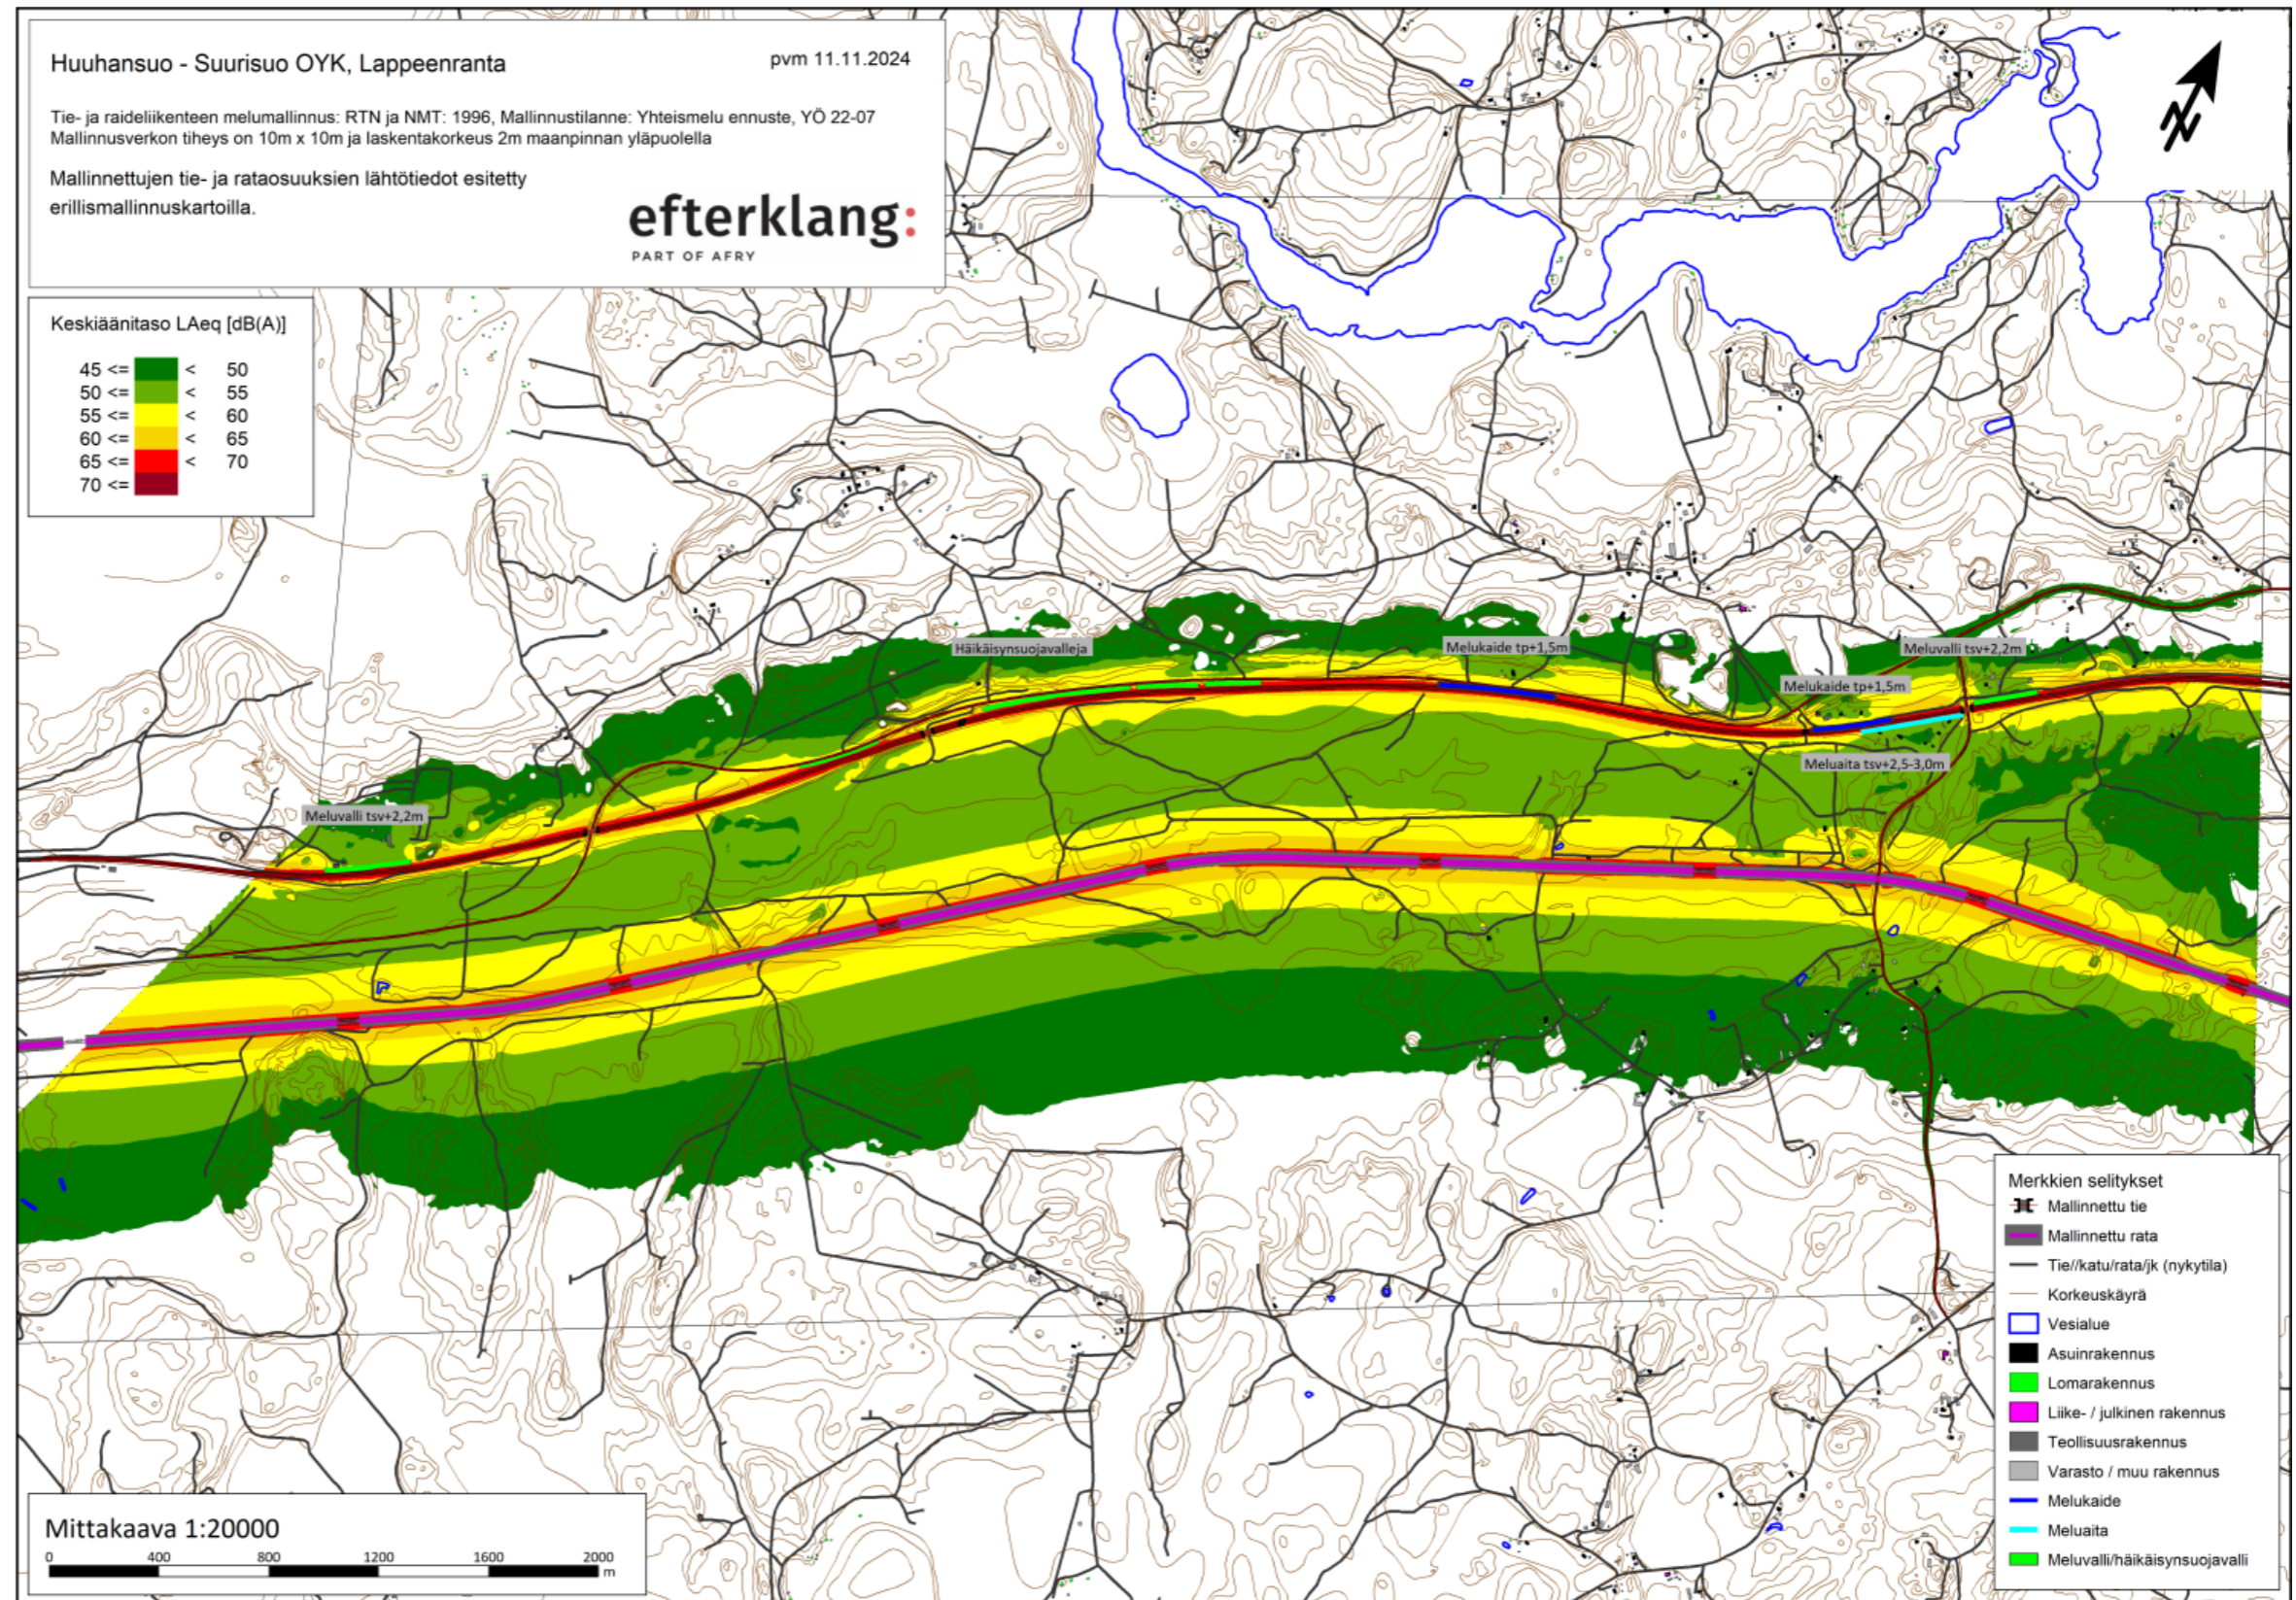 Huuhansuo - Suurisuo OYK, Lappeenranta
pvm 11.11.2024
Tie- ja raideliikenteen melumallinnus: RTN ja NMT: 1996, Mallinnustilanne: Yhteismelu ennuste, YÖ 22-07
Mallinnusverkon tiheys on 10m x 10m ja laskentakorkeus 2m maanpinnan yläpuolella
Mallinnettujen tie- ja rataosuuksien lähtötiedot esitetty
erillismallinnuskartoilla.
efterklang:
PART OF AFRY
Keskiäänitaso LAeq [dB(A)]
45 <= < 50
50 <= < 55
55 <= < 60
60 <= < 65
65 <= < 70
70 <=
N
Häikäisynsuojavalleja
Melukaide tp+1,5m
Meluvalli tsv+2,2m
Melukaide tp+1,5m
Meluaita tsv+2,5-3,0m
Meluvalli tsv+2,2m
Merkkien selitykset
Mallinnettu tie
Mallinnettu rata
Tie//katu/rata/jk (nykytila)
Korkeuskäyrä
Vesialue
Asuinrakennus
Lomarakennus
Liike- / julkinen rakennus
Teollisuusrakennus
Varasto / muu rakennus
Melukaide
Meluaita
Meluvalli/häikäisynsuojavalli
Mittakaava 1:20000
0 400 800 1200 1600 2000
m